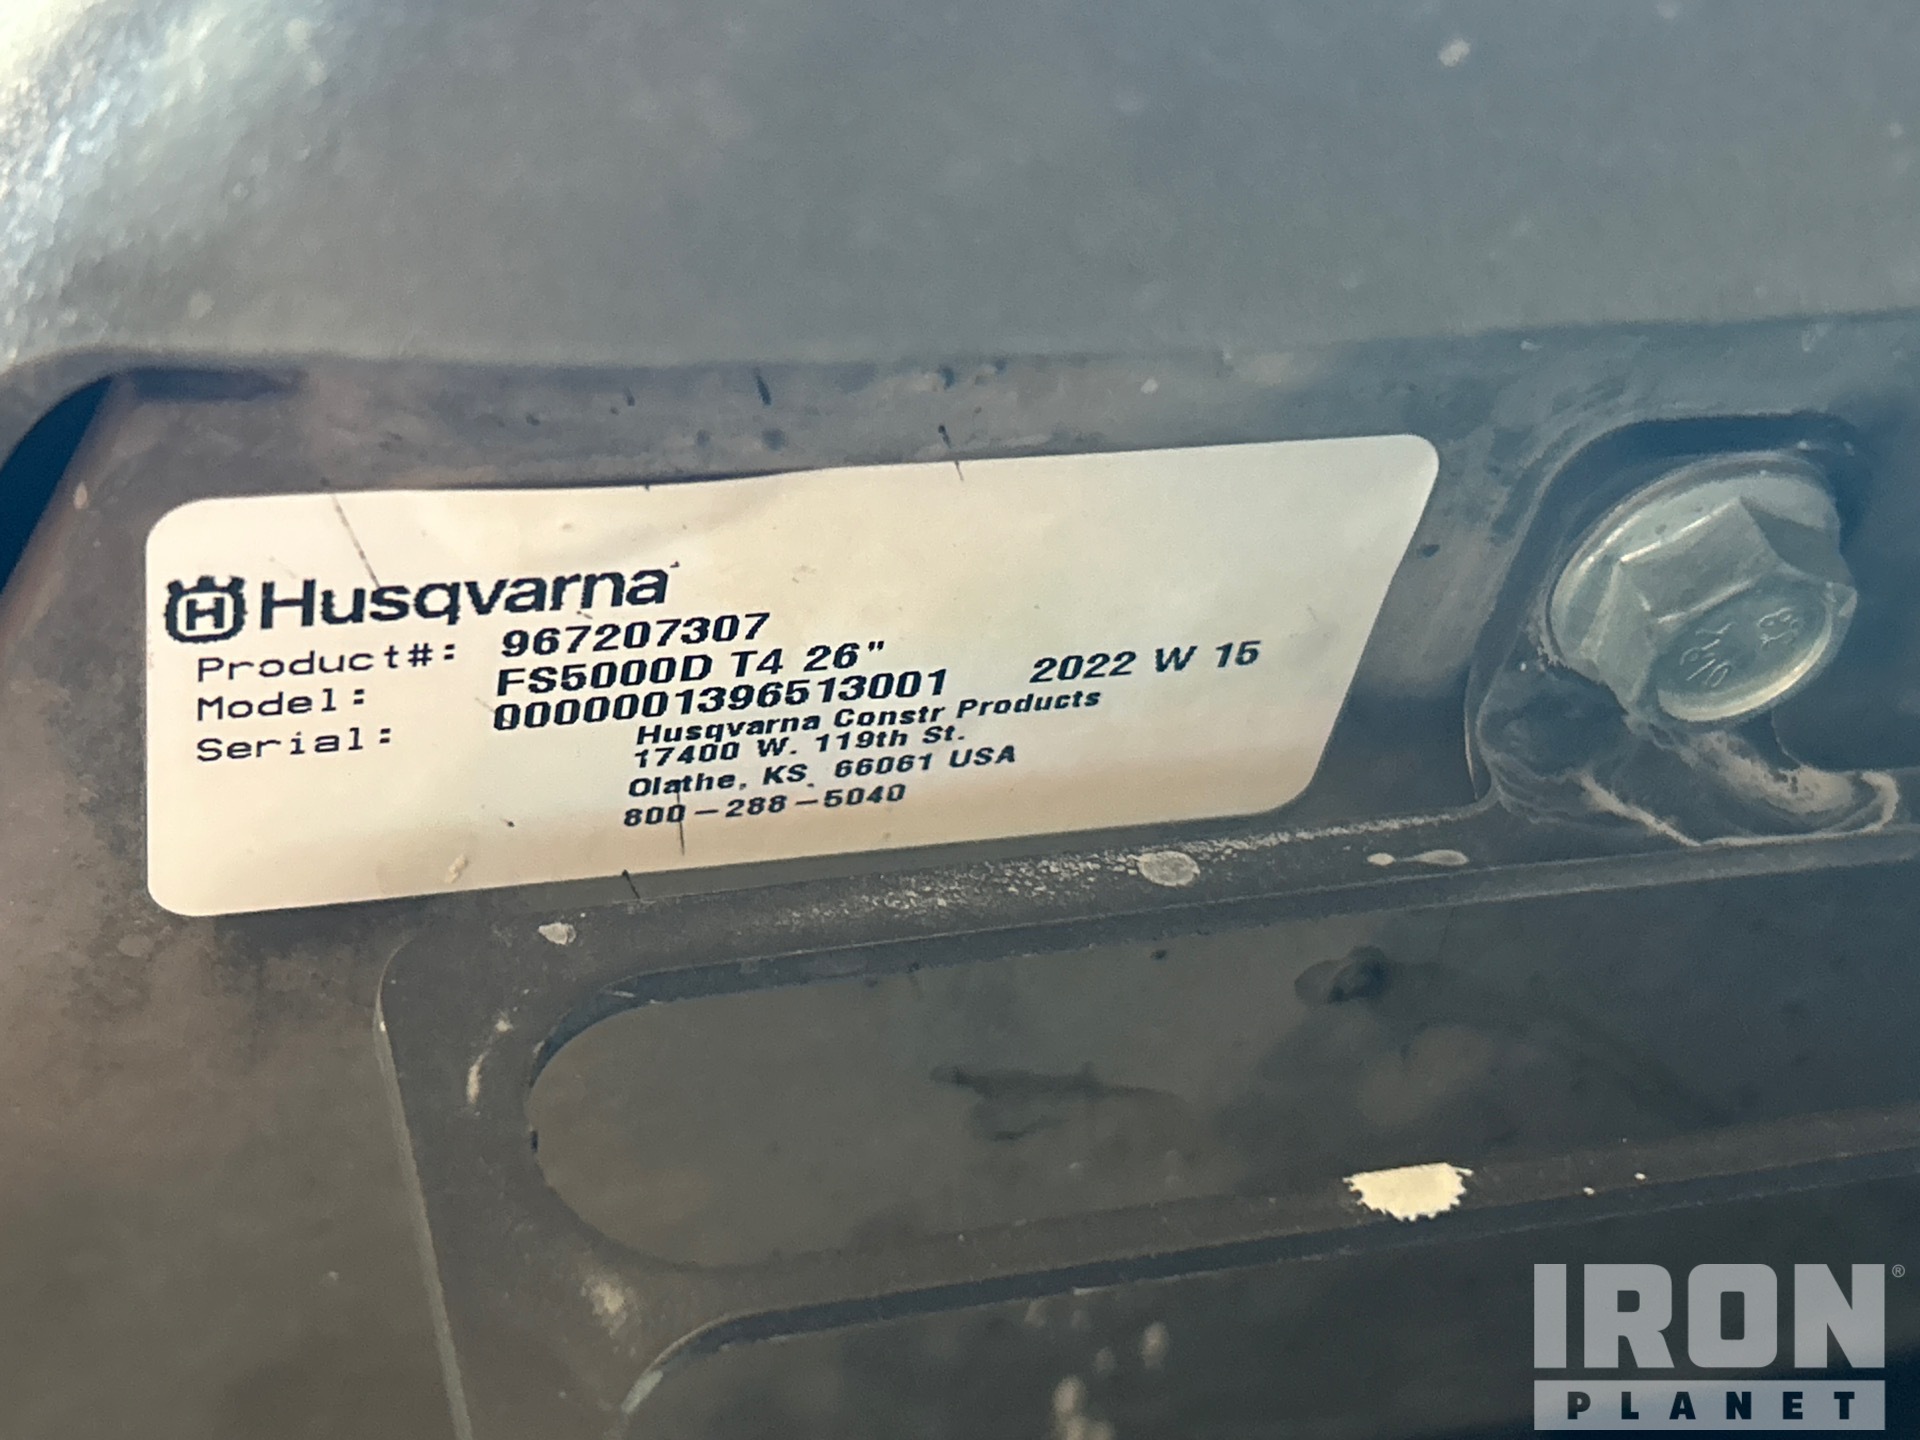 H Husqvarna
Product#: 967207307
Model: FS5000D T4 26"
Serial: 0000001396513001 2022 W 15
Husqvarna Constr Products
17400 W. 119th St.
Olathe, KS. 66061 USA
800-288-5040
IRON ®
PLANET